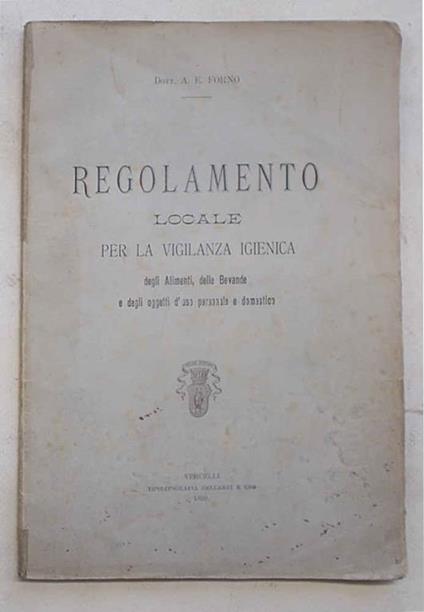 Dott. A. E. FORNO
REGOLAMENTO
LOCALE
PER LA VIGILANZA IGIENICA
degli Alimenti, delle Bevande
e degli oggetti d'uso personale e domestico
VERCELLI